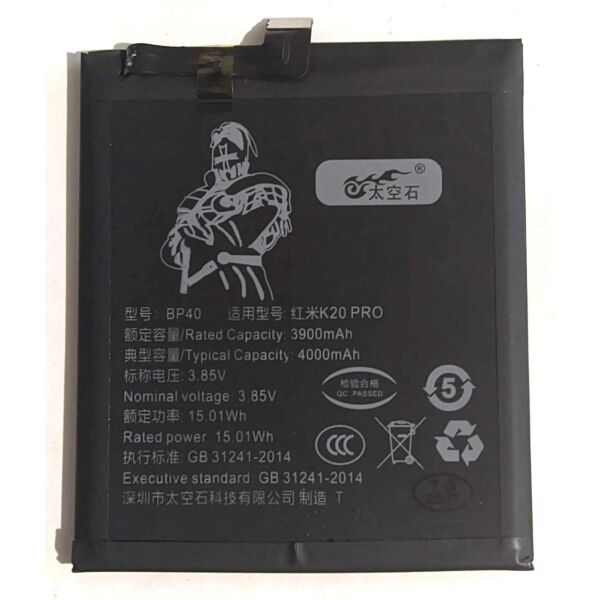 太空石®
型号: BP40 适用型号: 红米K20 PRO
额定容量/Rated Capacity: 3900mAh
典型容量/Typical Capacity: 4000mAh
标称电压: 3.85V
Nominal voltage: 3.85V
额定功率: 15.01Wh
Rated power 15.01Wh
执行标准: GB 31241-2014
Executive standard: GB 31241-2014
深圳市太空石科技有限公司 制造 T
检验合格
QC PASSED
5
CCC